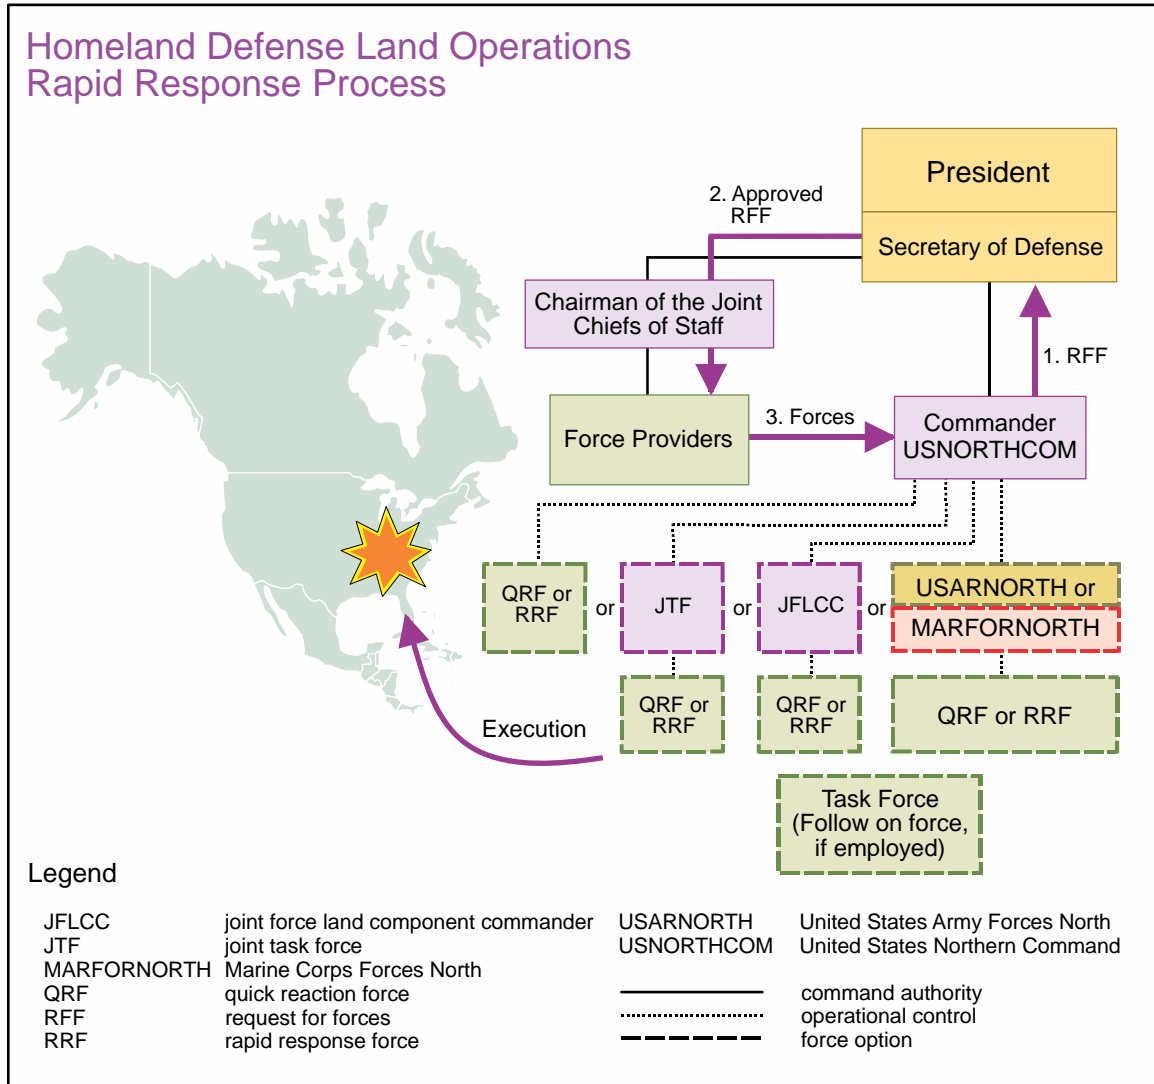 Homeland Defense Land Operations
Rapid Response Process
President
2. Approved
RFF
Secretary of Defense
Chairman of the Joint
Chiefs of Staff
1. RFF
Force Providers
3. Forces
Commander
USNORTHCOM
QRF or
RRF
or
JTF
or
JFLCC
or
USARNORTH or
MARFORNORTH
QRF or
RRF
QRF or
RRF
QRF or RRF
Execution
Task Force
(Follow on force,
if employed)
Legend
JFLCC joint force land component commander
JTF joint task force
MARFORNORTH Marine Corps Forces North
QRF quick reaction force
RFF request for forces
RRF rapid response force
USARNORTH United States Army Forces North
USNORTHCOM United States Northern Command
command authority
operational control
force option